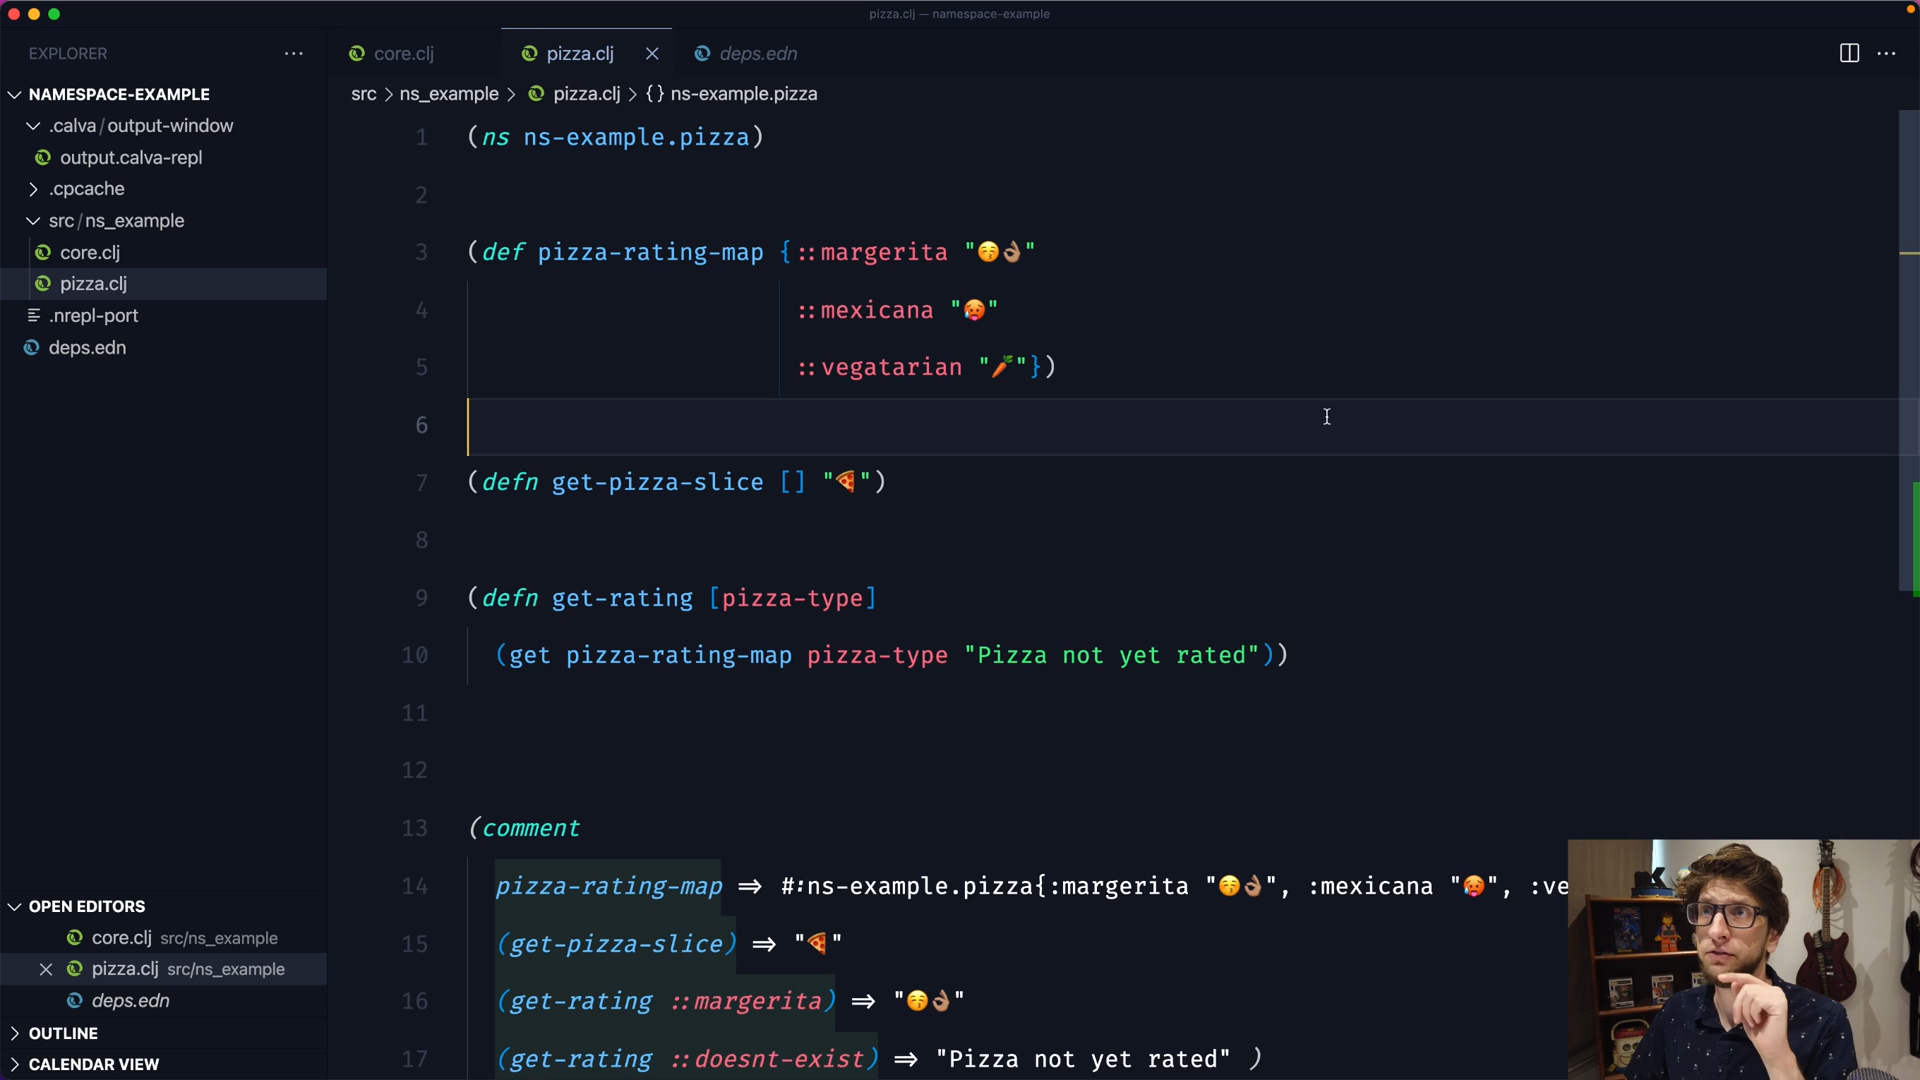 pizza.clj — namespace-example
EXPLORER
core.clj
pizza.clj
deps.edn
NAMESPACE-EXAMPLE
.calva / output-window
output.calva-repl
.cpcache
src / ns_example
core.clj
pizza.clj
.nrepl-port
deps.edn
OPEN EDITORS
core.clj src/ns_example
pizza.clj src/ns_example
deps.edn
OUTLINE
CALENDAR VIEW
src > ns_example > pizza.clj > {} ns-example.pizza
1 (ns ns-example.pizza)
2
3 (def pizza-rating-map {::margerita "😚👌🏽"
4 ::mexicana "🥵"
5 ::vegatarian "🥕"})
6
7 (defn get-pizza-slice [] "🍕")
8
9 (defn get-rating [pizza-type]
10 (get pizza-rating-map pizza-type "Pizza not yet rated"))
11
12
13 (comment
14 pizza-rating-map => #:ns-example.pizza{:margerita "😚👌🏽", :mexicana "🥵", :ve
15 (get-pizza-slice) => "🍕"
16 (get-rating ::margerita) => "😚👌🏽"
17 (get-rating ::doesnt-exist) => "Pizza not yet rated" )